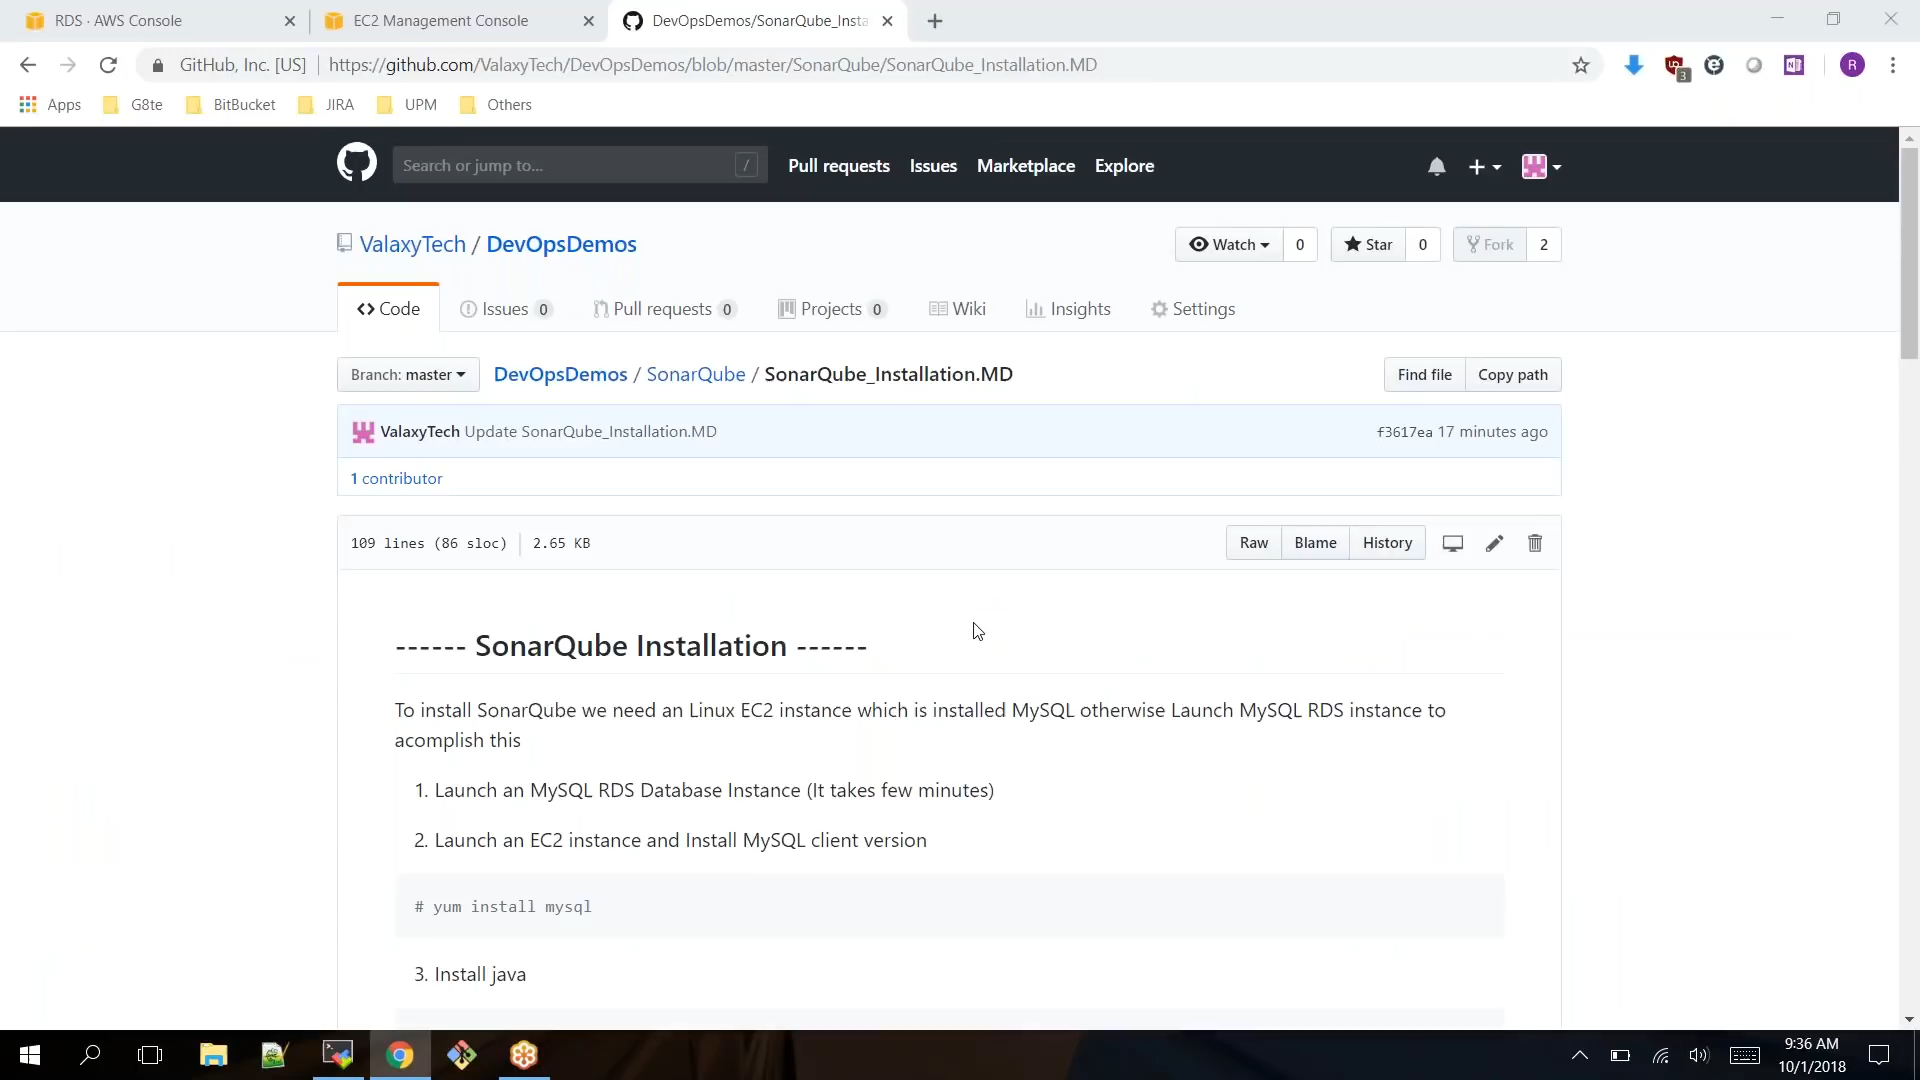 RDS · AWS Console
EC2 Management Console
DevOpsDemos/SonarQube_Insta
GitHub, Inc. [US]
https://github.com/ValaxyTech/DevOpsDemos/blob/master/SonarQube/SonarQube_Installation.MD
3
R
Apps
G8te
BitBucket
JIRA
UPM
Others
Search or jump to...
/
Pull requests
Issues
Marketplace
Explore
ValaxyTech / DevOpsDemos
Watch
0
Star
0
Fork
2
Code
Issues 0
Pull requests 0
Projects 0
Wiki
Insights
Settings
Branch: master
DevOpsDemos / SonarQube / SonarQube_Installation.MD
Find file
Copy path
ValaxyTech Update SonarQube_Installation.MD
f3617ea 17 minutes ago
1 contributor
109 lines (86 sloc)
2.65 KB
Raw
Blame
History
------ SonarQube Installation ------
To install SonarQube we need an Linux EC2 instance which is installed MySQL otherwise Launch MySQL RDS instance to
acomplish this
1. Launch an MySQL RDS Database Instance (It takes few minutes)
2. Launch an EC2 instance and Install MySQL client version
# yum install mysql
3. Install java
9:36 AM
10/1/2018